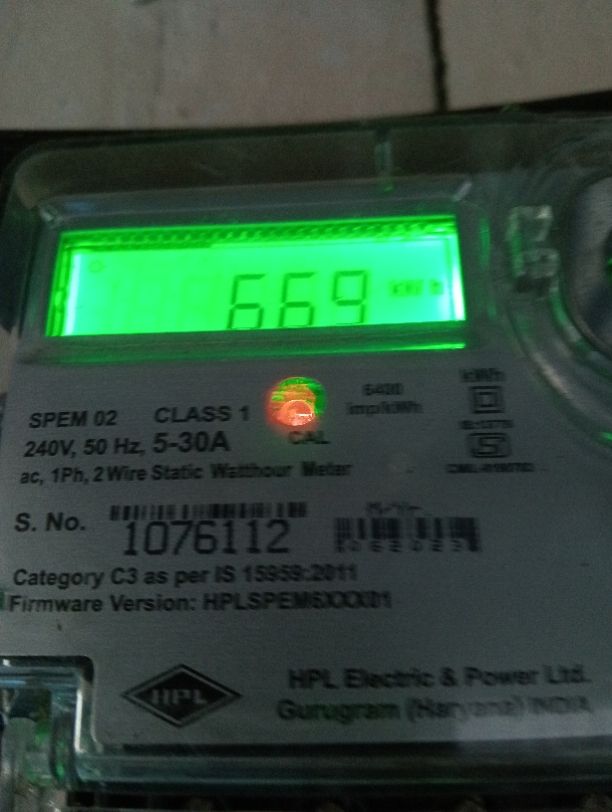 669 kWh
6400
imp/kWh
kWh
SPEM 02 CLASS 1
240V, 50 Hz, 5-30A
CAL
ac, 1Ph, 2 Wire Static Watthour Meter
S. No.
1076112
Category C3 as per IS 15959:2011
Firmware Version: HPLSPEM6XXX01
HPL
HPL Electric & Power Ltd.
Gurugram (Haryana) INDIA